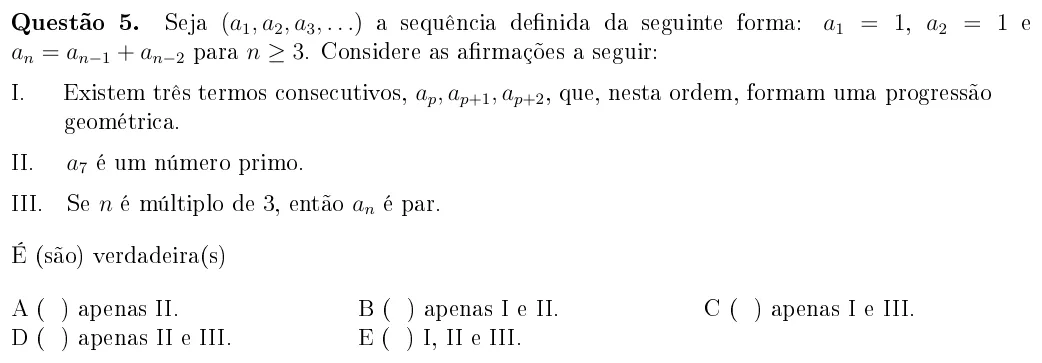 Questão 5. Seja (a₁, a₂, a₃, . . .) a sequência definida da seguinte forma: a₁ = 1, a₂ = 1 e
aₙ = aₙ₋₁ + aₙ₋₂ para n ≥ 3. Considere as afirmações a seguir:
I. Existem três termos consecutivos, aₚ, aₚ₊₁, aₚ₊₂, que, nesta ordem, formam uma progressão
geométrica.
II. a₇ é um número primo.
III. Se n é múltiplo de 3, então aₙ é par.
É (são) verdadeira(s)
A ( ) apenas II. B ( ) apenas I e II. C ( ) apenas I e III.
D ( ) apenas II e III. E ( ) I, II e III.